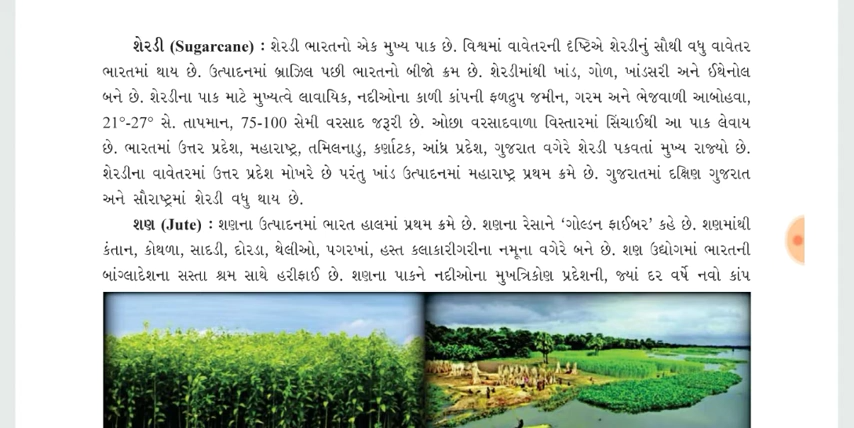 શેરડી (Sugarcane) : શેરડી ભારતનો એક મુખ્ય પાક છે. વિશ્વમાં વાવેતરની દૃષ્ટિએ શેરડીનું સૌથી વધુ વાવેતર
ભારતમાં થાય છે. ઉત્પાદનમાં બ્રાઝિલ પછી ભારતનો બીજો ક્રમ છે. શેરડીમાંથી ખાંડ, ગોળ, ખાંડસરી અને ઈથેનોલ
બને છે. શેરડીના પાક માટે મુખ્યત્વે લાવાયિક, નદીઓના કાળી કાંપની ફળદ્રુપ જમીન, ગરમ અને ભેજવાળી આબોહવા,
21°-27° સે. તાપમાન, 75-100 સેમી વરસાદ જરૂરી છે. ઓછા વરસાદવાળા વિસ્તારમાં સિંચાઈથી આ પાક લેવાય
છે. ભારતમાં ઉત્તર પ્રદેશ, મહારાષ્ટ્ર, તમિલનાડુ, કર્ણાટક, આંધ્ર પ્રદેશ, ગુજરાત વગેરે શેરડી પકવતાં મુખ્ય રાજ્યો છે.
શેરડીના વાવેતરમાં ઉત્તર પ્રદેશ મોખરે છે પરંતુ ખાંડ ઉત્પાદનમાં મહારાષ્ટ્ર પ્રથમ ક્રમે છે. ગુજરાતમાં દક્ષિણ ગુજરાત
અને સૌરાષ્ટ્રમાં શેરડી વધુ થાય છે.
શણ (Jute) : શણના ઉત્પાદનમાં ભારત હાલમાં પ્રથમ ક્રમે છે. શણના રેસાને ‘ગોલ્ડન ફાઈબર’ કહે છે. શણમાંથી
કંતાન, કોથળા, સાદડી, દોરડા, થેલીઓ, પગરખાં, હસ્ત કલાકારીગરીના નમૂના વગેરે બને છે. શણ ઉદ્યોગમાં ભારતની
બાંગ્લાદેશના સસ્તા શ્રમ સાથે હરીફાઈ છે. શણના પાકને નદીઓના મુખત્રિકોણ પ્રદેશની, જ્યાં દર વર્ષે નવો કાંપ